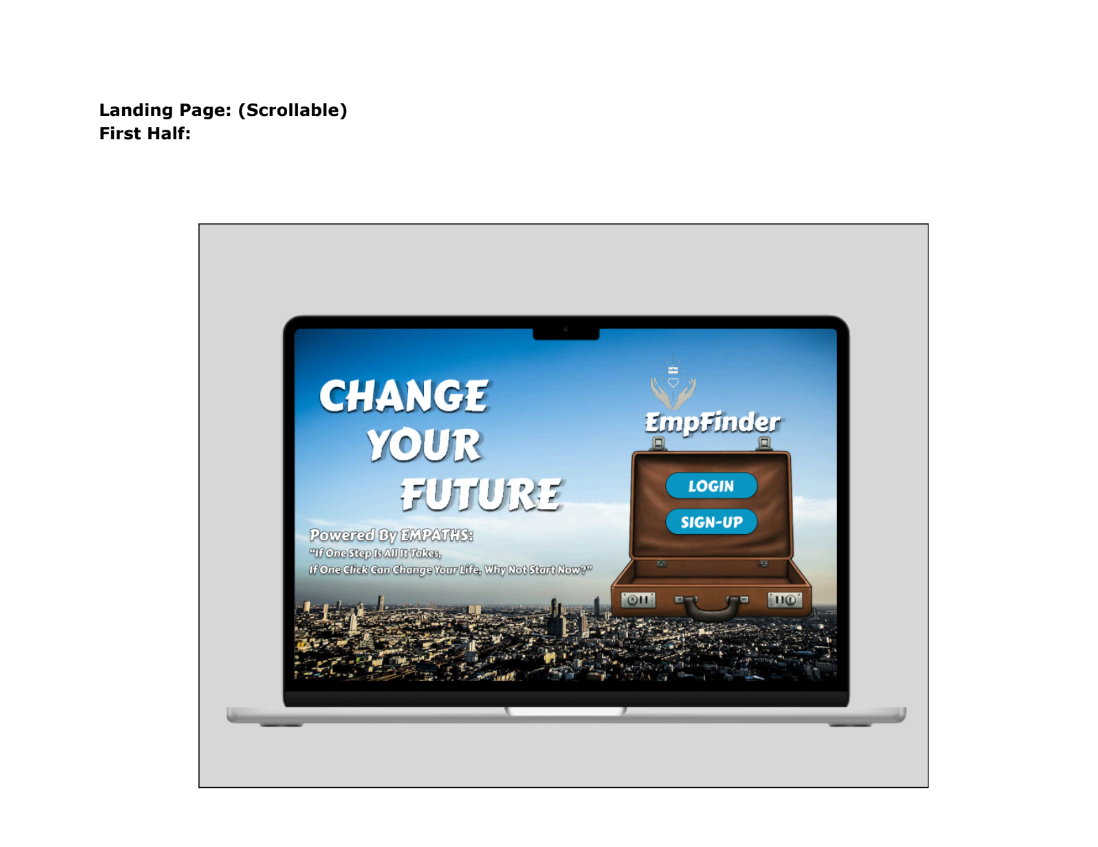 Landing Page: (Scrollable)
First Half:
CHANGE
YOUR
FUTURE
Powered By EMPATHS:
"If One Step Is All It Takes,
If One Click Can Change Your Life, Why Not Start Now?"
EmpFinder
LOGIN
SIGN-UP